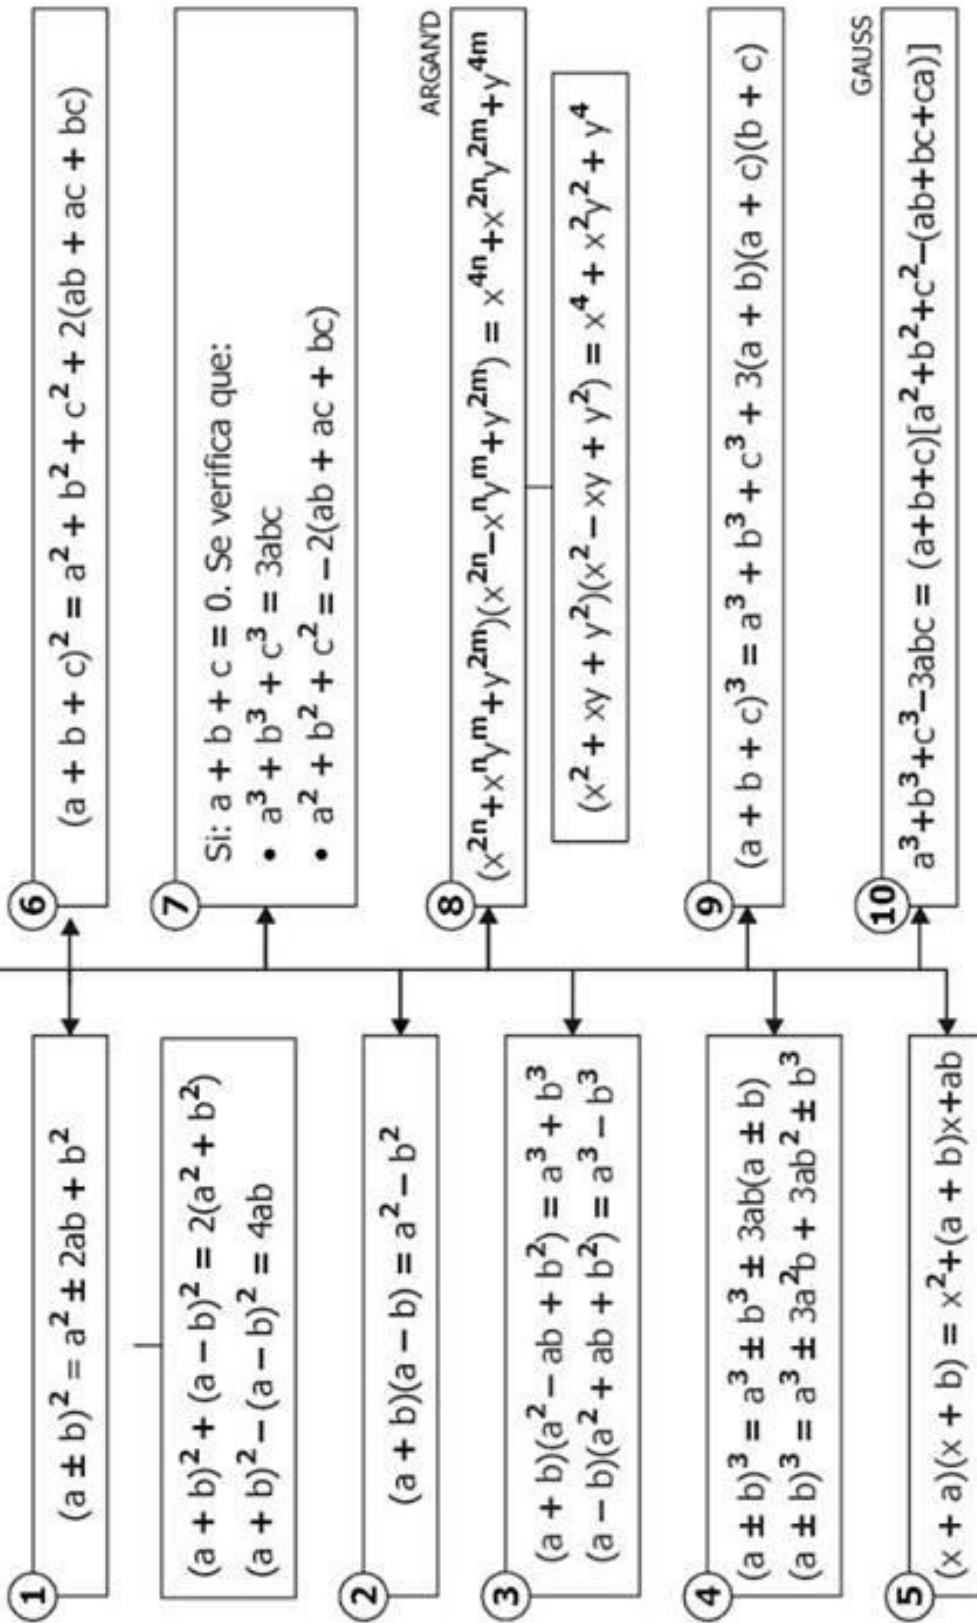 1
(a ± b)² = a² ± 2ab + b²
(a + b)² + (a − b)² = 2(a² + b²)
(a + b)² − (a − b)² = 4ab
2
(a + b)(a − b) = a² − b²
3
(a + b)(a² − ab + b²) = a³ + b³
(a − b)(a² + ab + b²) = a³ − b³
4
(a ± b)³ = a³ ± b³ ± 3ab(a ± b)
(a ± b)³ = a³ ± 3a²b + 3ab² ± b³
5
(x + a)(x + b) = x²+(a + b)x+ab
6
(a + b + c)² = a² + b² + c² + 2(ab + ac + bc)
7
Si: a + b + c = 0. Se verifica que:
• a³ + b³ + c³ = 3abc
• a² + b² + c² = −2(ab + ac + bc)
ARGAN'D
8
(x²ⁿ+xⁿyᵐ+y²ᵐ)(x²ⁿ−xⁿyᵐ+y²ᵐ) = x⁴ⁿ+x²ⁿy²ᵐ+y⁴ᵐ
(x² + xy + y²)(x² − xy + y²) = x⁴ + x²y² + y⁴
9
(a + b + c)³ = a³ + b³ + c³ + 3(a + b)(a + c)(b + c)
GAUSS
10
a³+b³+c³−3abc = (a+b+c)[a²+b²+c²−(ab+bc+ca)]